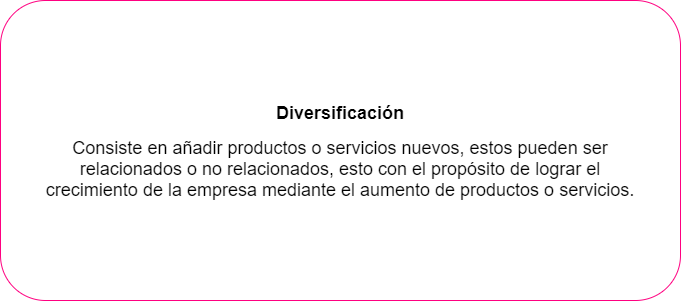 Diversificación
Consiste en añadir productos o servicios nuevos, estos pueden ser
relacionados o no relacionados, esto con el propósito de lograr el
crecimiento de la empresa mediante el aumento de productos o servicios.